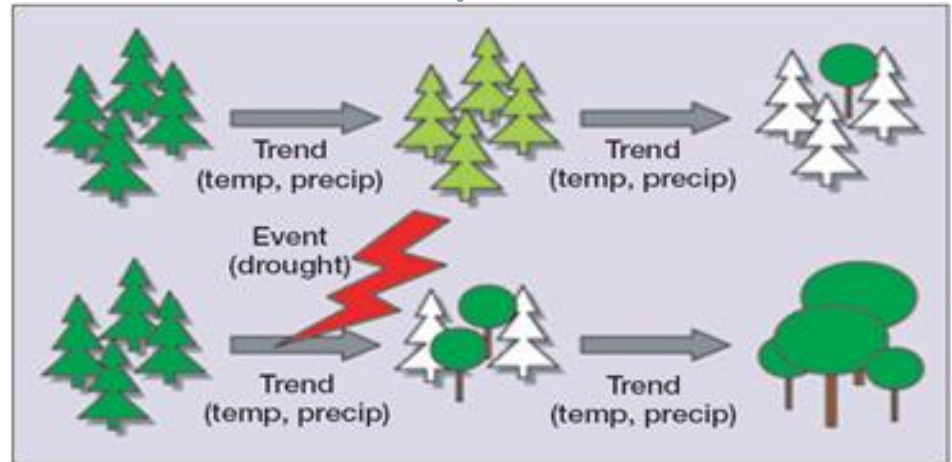 Trend
(temp, precip)
Trend
(temp, precip)
Event
(drought)
Trend
(temp, precip)
Trend
(temp, precip)